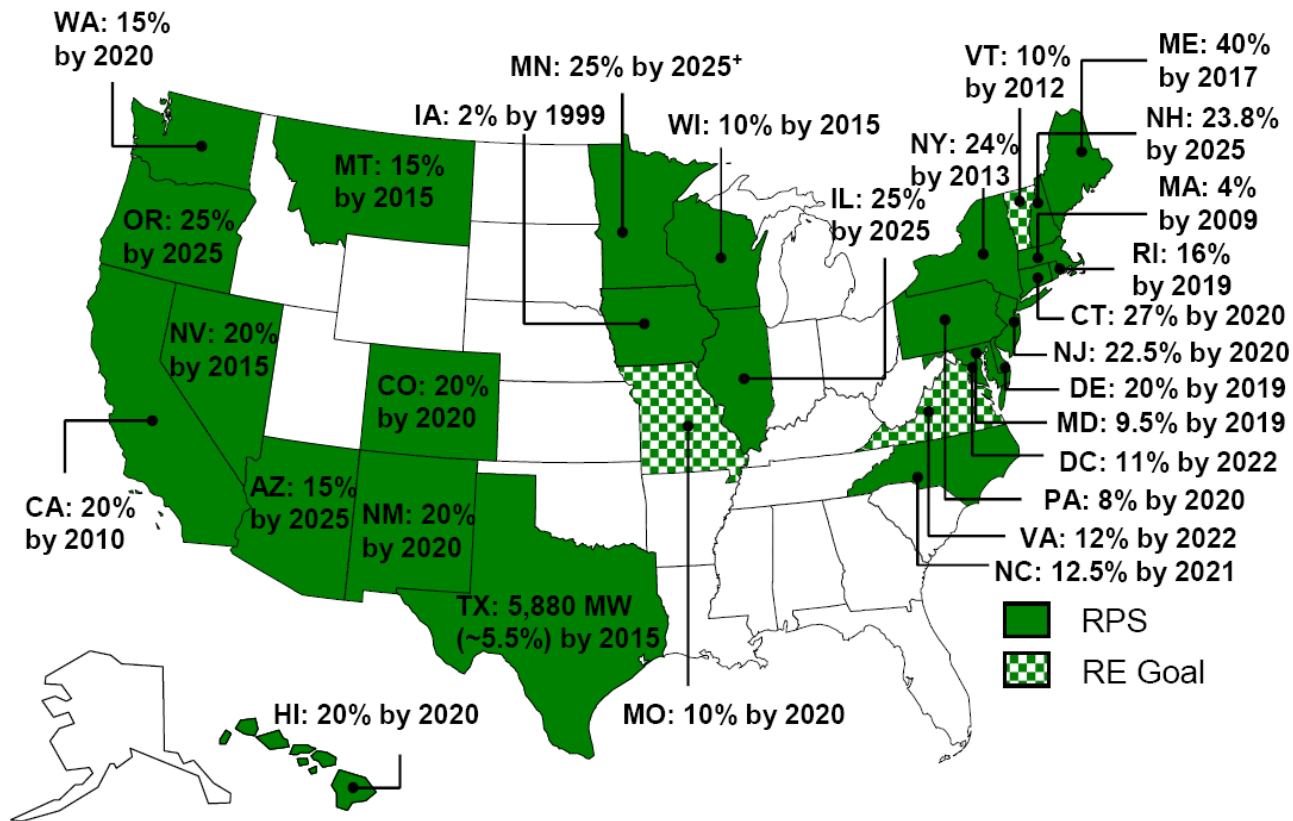 WA: 15%
by 2020
MN: 25% by 2025+
IA: 2% by 1999
WI: 10% by 2015
VT: 10%
by 2012
ME: 40%
by 2017
NH: 23.8%
by 2025
NY: 24%
by 2013
MA: 4%
by 2009
MT: 15%
by 2015
IL: 25%
by 2025
OR: 25%
by 2025
RI: 16%
by 2019
CT: 27% by 2020
NV: 20%
by 2015
NJ: 22.5% by 2020
CO: 20%
by 2020
DE: 20% by 2019
MD: 9.5% by 2019
DC: 11% by 2022
CA: 20%
by 2010
AZ: 15%
by 2025
NM: 20%
by 2020
PA: 8% by 2020
VA: 12% by 2022
NC: 12.5% by 2021
TX: 5,880 MW
(~5.5%) by 2015
RPS
RE Goal
HI: 20% by 2020
MO: 10% by 2020